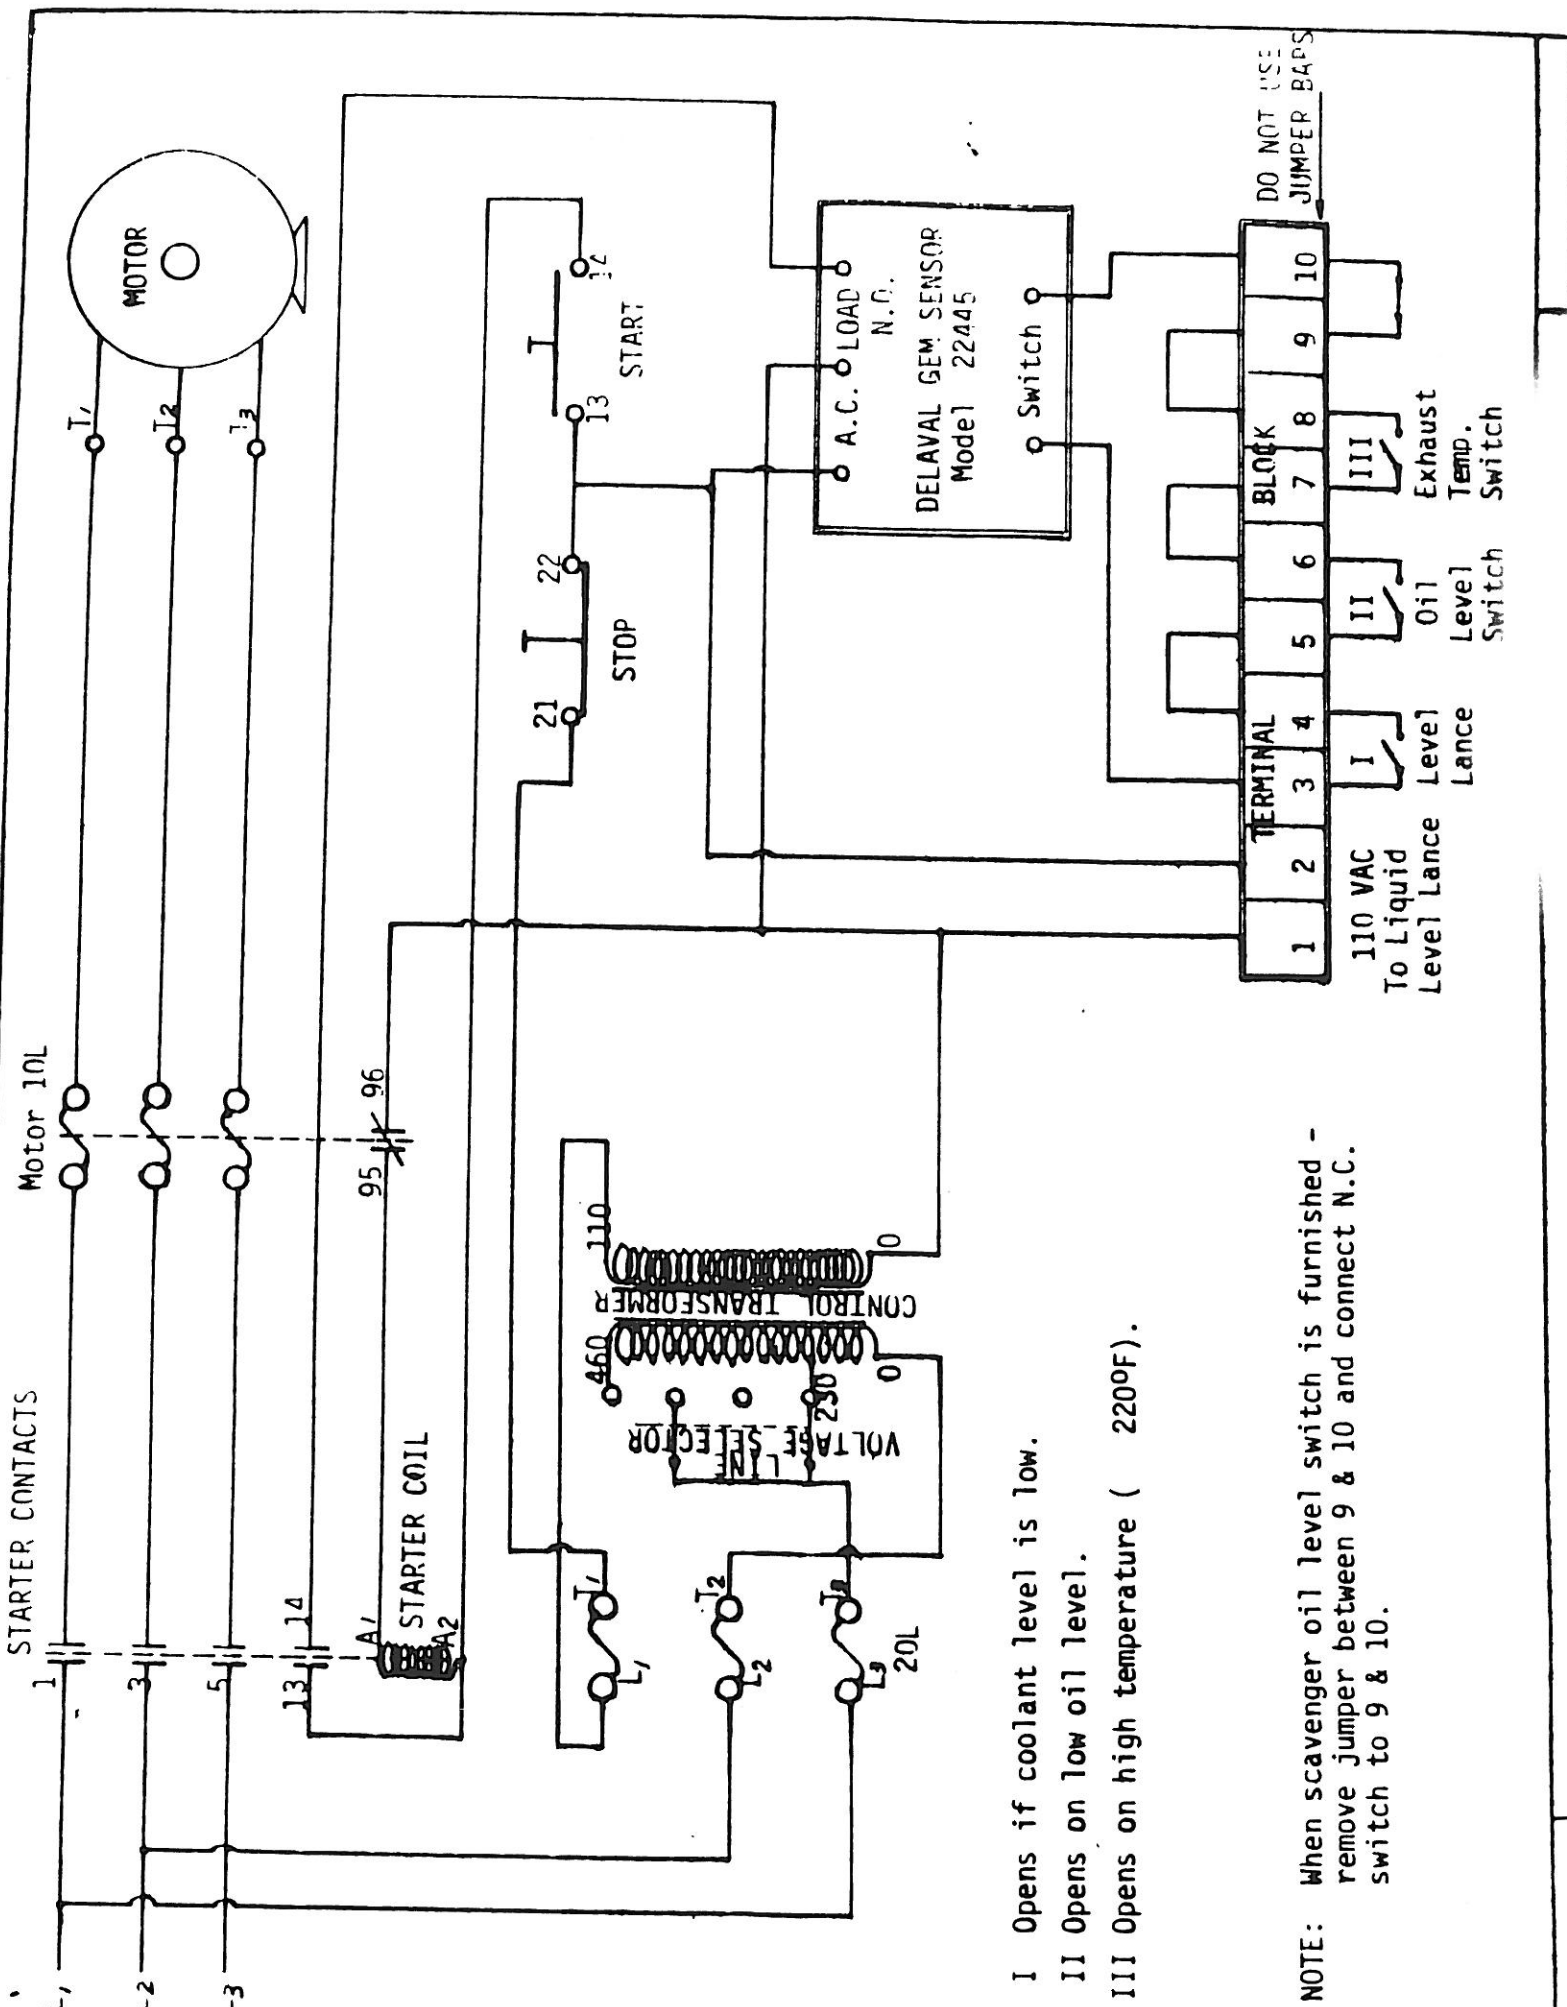 STARTER CONTACTS
Motor 1OL
MOTOR
1
3
5
13
14
T1
T2
T3
95
96
A1
STARTER COIL
A2
21
22
STOP
13
14
START
L1
T1
L2
T2
L3
2OL
460
230
0
110
0
LINE
VOLTAGE SELECTOR
CONTROL TRANSFORMER
A.C.
LOAD
N.O.
DELAVAL GEM SENSOR
Model 22445
Switch
DO NOT USE
JUMPER BARS
TERMINAL BLOCK
1
2
3
4
5
6
7
8
9
10
110 VAC
To Liquid
Level Lance
I
Level
Lance
II
Oil
Level
Switch
III
Exhaust
Temp.
Switch
I Opens if coolant level is low.
II Opens on low oil level.
III Opens on high temperature ( 220ºF).
NOTE: When scavenger oil level switch is furnished -
remove jumper between 9 & 10 and connect N.C.
switch to 9 & 10.